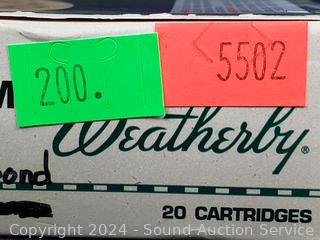 200.
5502
Weatherby®
20 CARTRIDGES
Copyright 2024 - Sound Auction Service